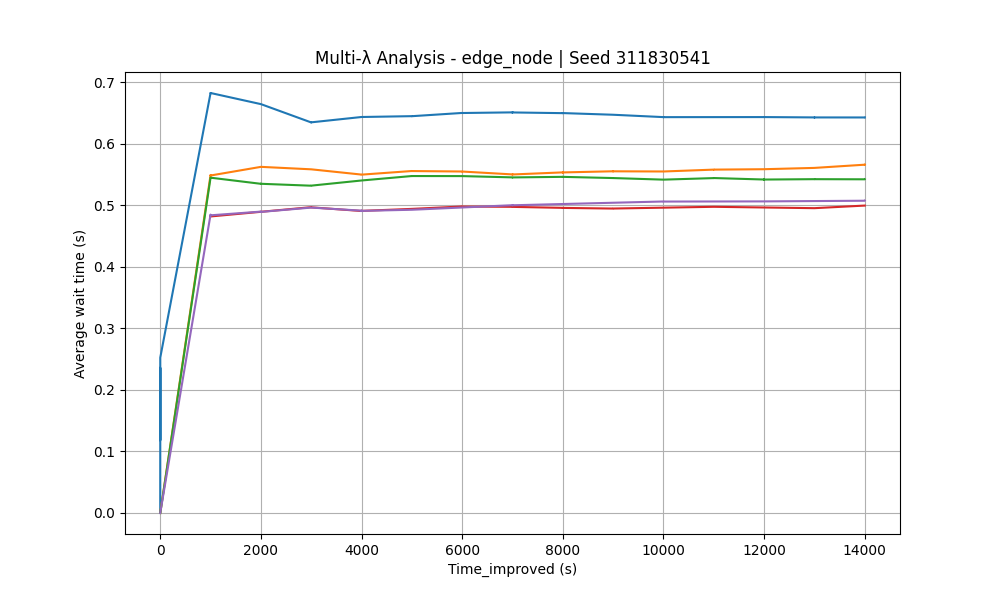 Multi-λ Analysis - edge_node | Seed 311830541
0.7
0.6
0.5
0.4
0.3
0.2
0.1
0.0
Average wait time (s)
0 2000 4000 6000 8000 10000 12000 14000
Time_improved (s)